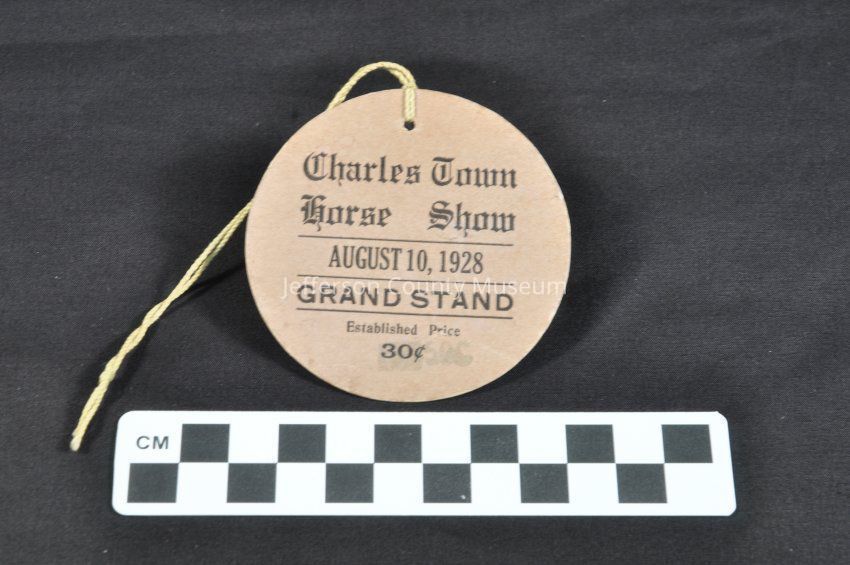 Charles Town
Horse Show
AUGUST 10, 1928
Jefferson County Museum
GRAND STAND
Established Price
30¢
CM